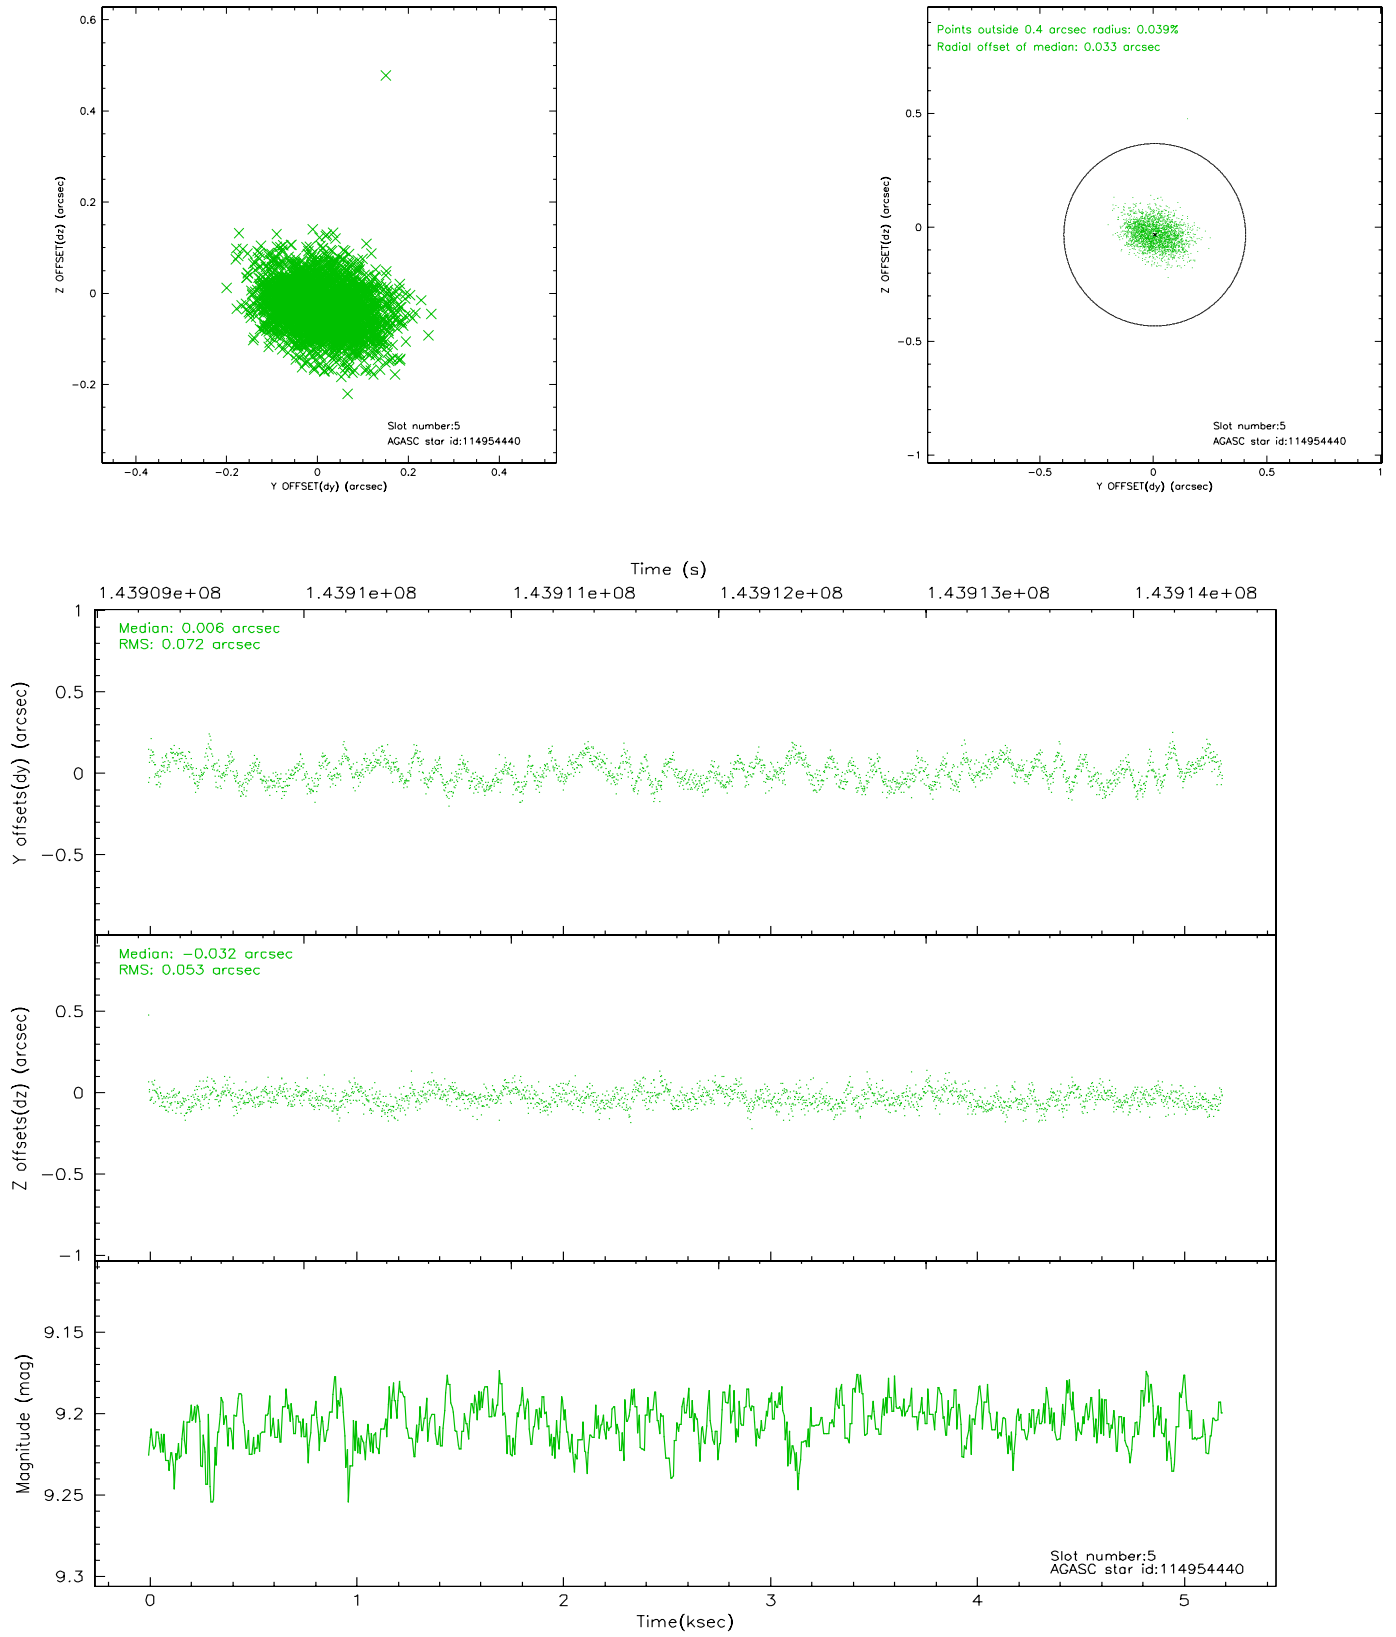 0.6
0.4
0.2
0
−0.2
Z OFFSET(dz) (arcsec)
−0.4 −0.2 0 0.2 0.4
Y OFFSET(dy) (arcsec)
Slot number:5
AGASC star id:114954440
Points outside 0.4 arcsec radius: 0.039%
Radial offset of median: 0.033 arcsec
0.5
0
−0.5
−1
Z OFFSET(dz) (arcsec)
−0.5 0 0.5 1
Y OFFSET(dy) (arcsec)
Slot number:5
AGASC star id:114954440
Time (s)
1.43909e+08 1.4391e+08 1.43911e+08 1.43912e+08 1.43913e+08 1.43914e+08
Median: 0.006 arcsec
RMS: 0.072 arcsec
1
0.5
0
−0.5
Y offsets(dy) (arcsec)
Median: −0.032 arcsec
RMS: 0.053 arcsec
0.5
0
−0.5
−1
Z offsets(dz) (arcsec)
9.15
9.2
9.25
9.3
Magnitude (mag)
Slot number:5
AGASC star id:114954440
0 1 2 3 4 5
Time(ksec)